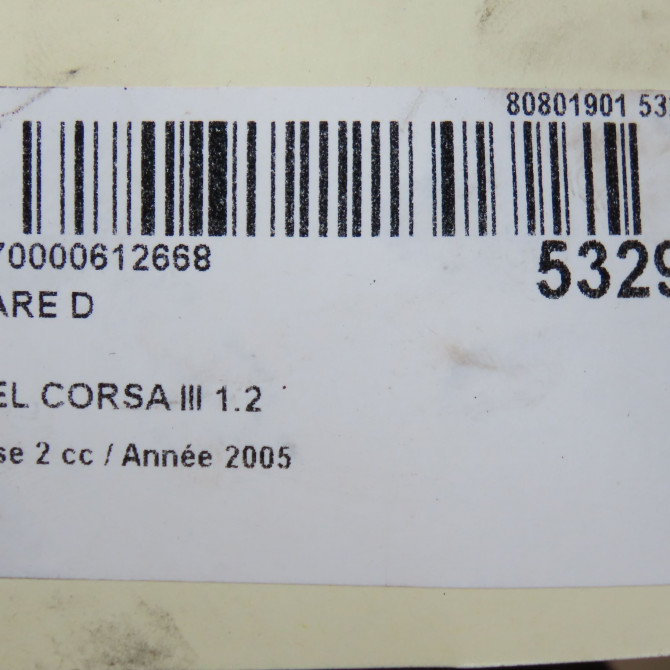 80801901 53
70000612668
5329
ARE D
EL CORSA III 1.2
se 2 cc / Année 2005